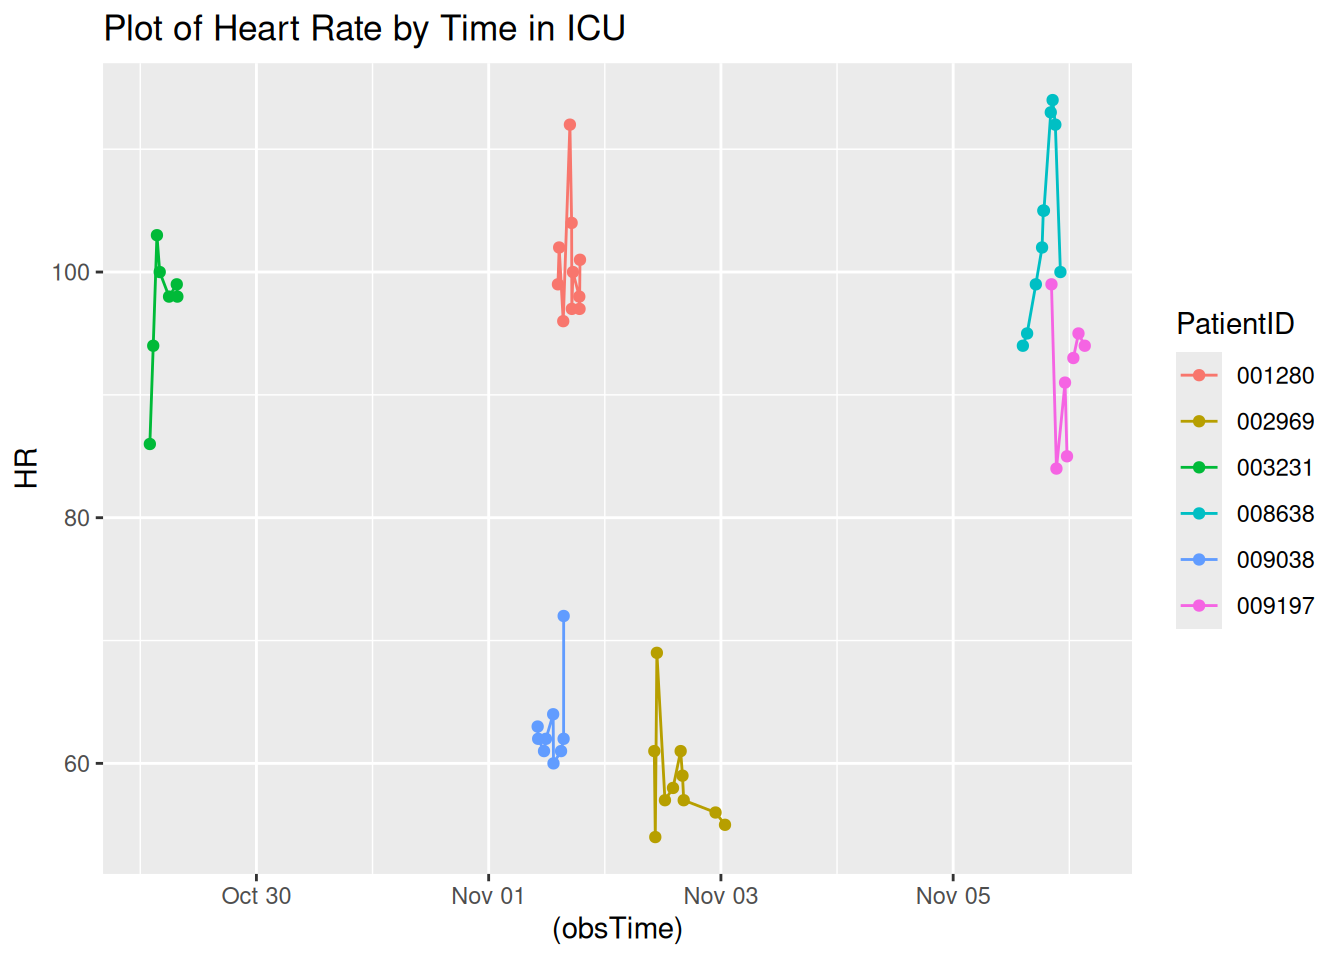 Plot of Heart Rate by Time in ICU
HR
100
80
60
Oct 30 Nov 01 Nov 03 Nov 05
(obsTime)
PatientID
001280
002969
003231
008638
009038
009197